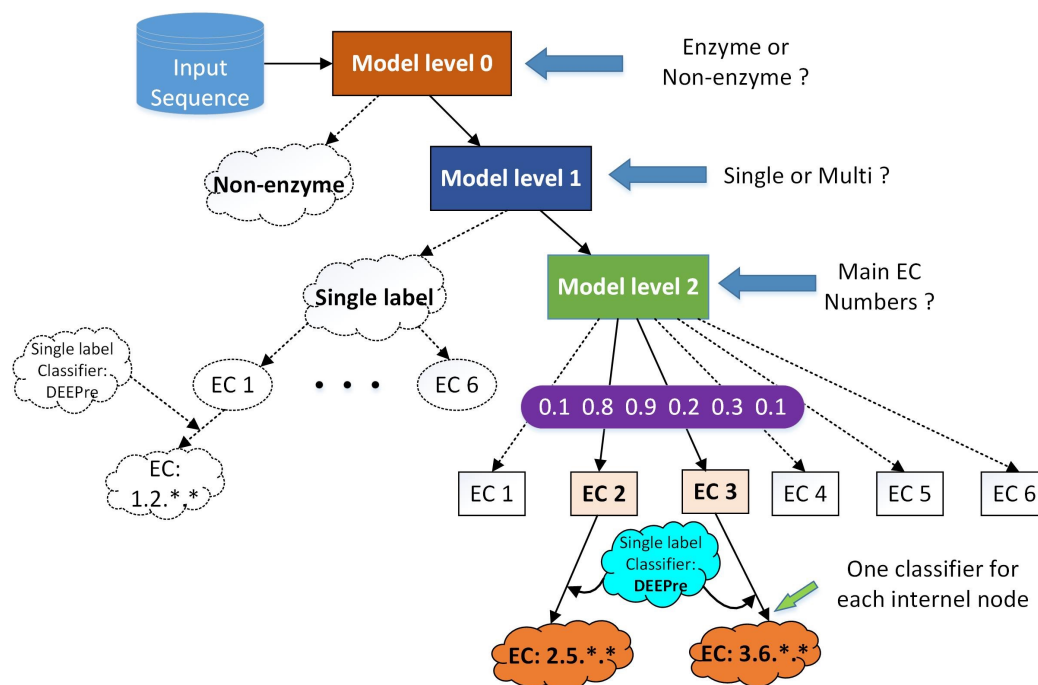 Input
Sequence
Model level 0
Enzyme or
Non-enzyme ?
Non-enzyme
Model level 1
Single or Multi ?
Single label
Model level 2
Main EC
Numbers ?
Single label
Classifier:
DEEPre
EC 1
• • •
EC 6
0.1 0.8 0.9 0.2 0.3 0.1
EC:
1.2.*.*
EC 1
EC 2
EC 3
EC 4
EC 5
EC 6
Single label
Classifier:
DEEPre
One classifier for
each internel node
EC: 2.5.*.*
EC: 3.6.*.*